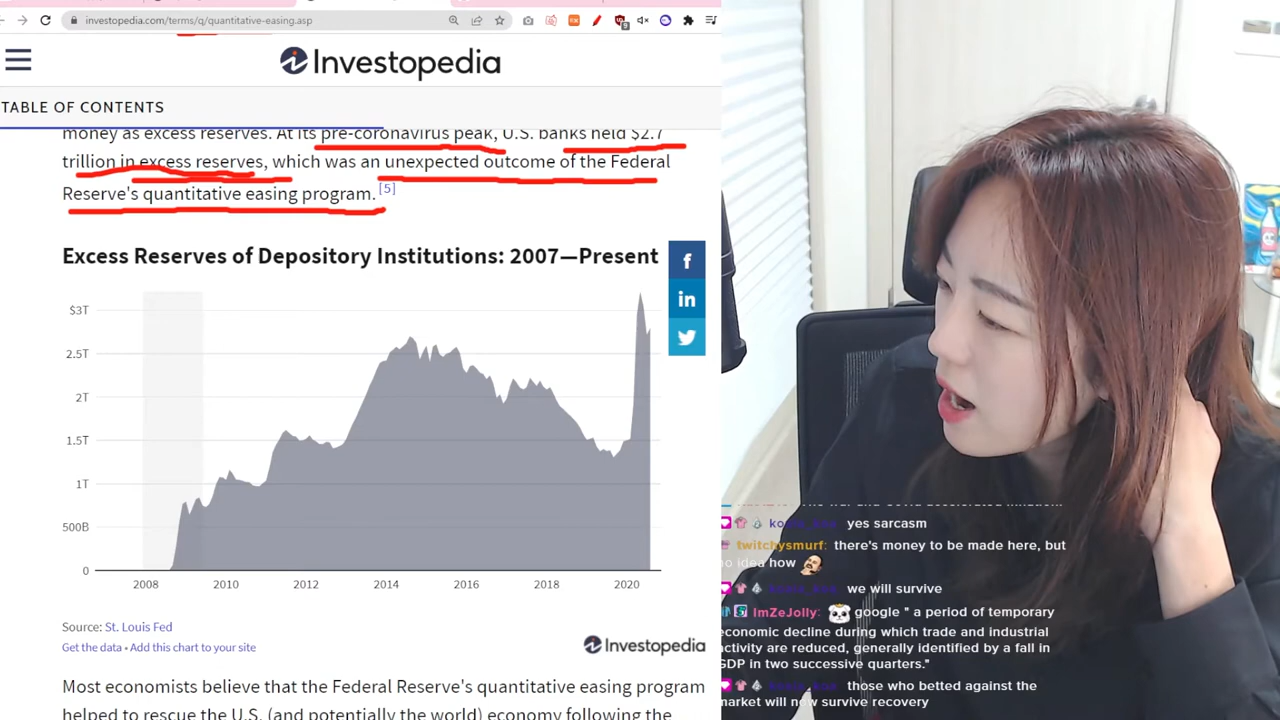 investopedia.com/terms/q/quantitative-easing.asp
Investopedia
TABLE OF CONTENTS
money as excess reserves. At its pre-coronavirus peak, U.S. banks held $2.7
trillion in excess reserves, which was an unexpected outcome of the Federal
Reserve's quantitative easing program. [5]
Excess Reserves of Depository Institutions: 2007—Present
$3T
2.5T
2T
1.5T
1T
500B
0
2008 2010 2012 2014 2016 2018 2020
Source: St. Louis Fed
Get the data • Add this chart to your site
Investopedia
Most economists believe that the Federal Reserve's quantitative easing program
helped to rescue the U.S. (and potentially the world) economy following the
yes sarcasm
twitchysmurf: there's money to be made here, but
no idea how
we will survive
ImZeJolly: google " a period of temporary
economic decline during which trade and industrial
activity are reduced, generally identified by a fall in
GDP in two successive quarters."
those who betted against the
market will now survive recovery